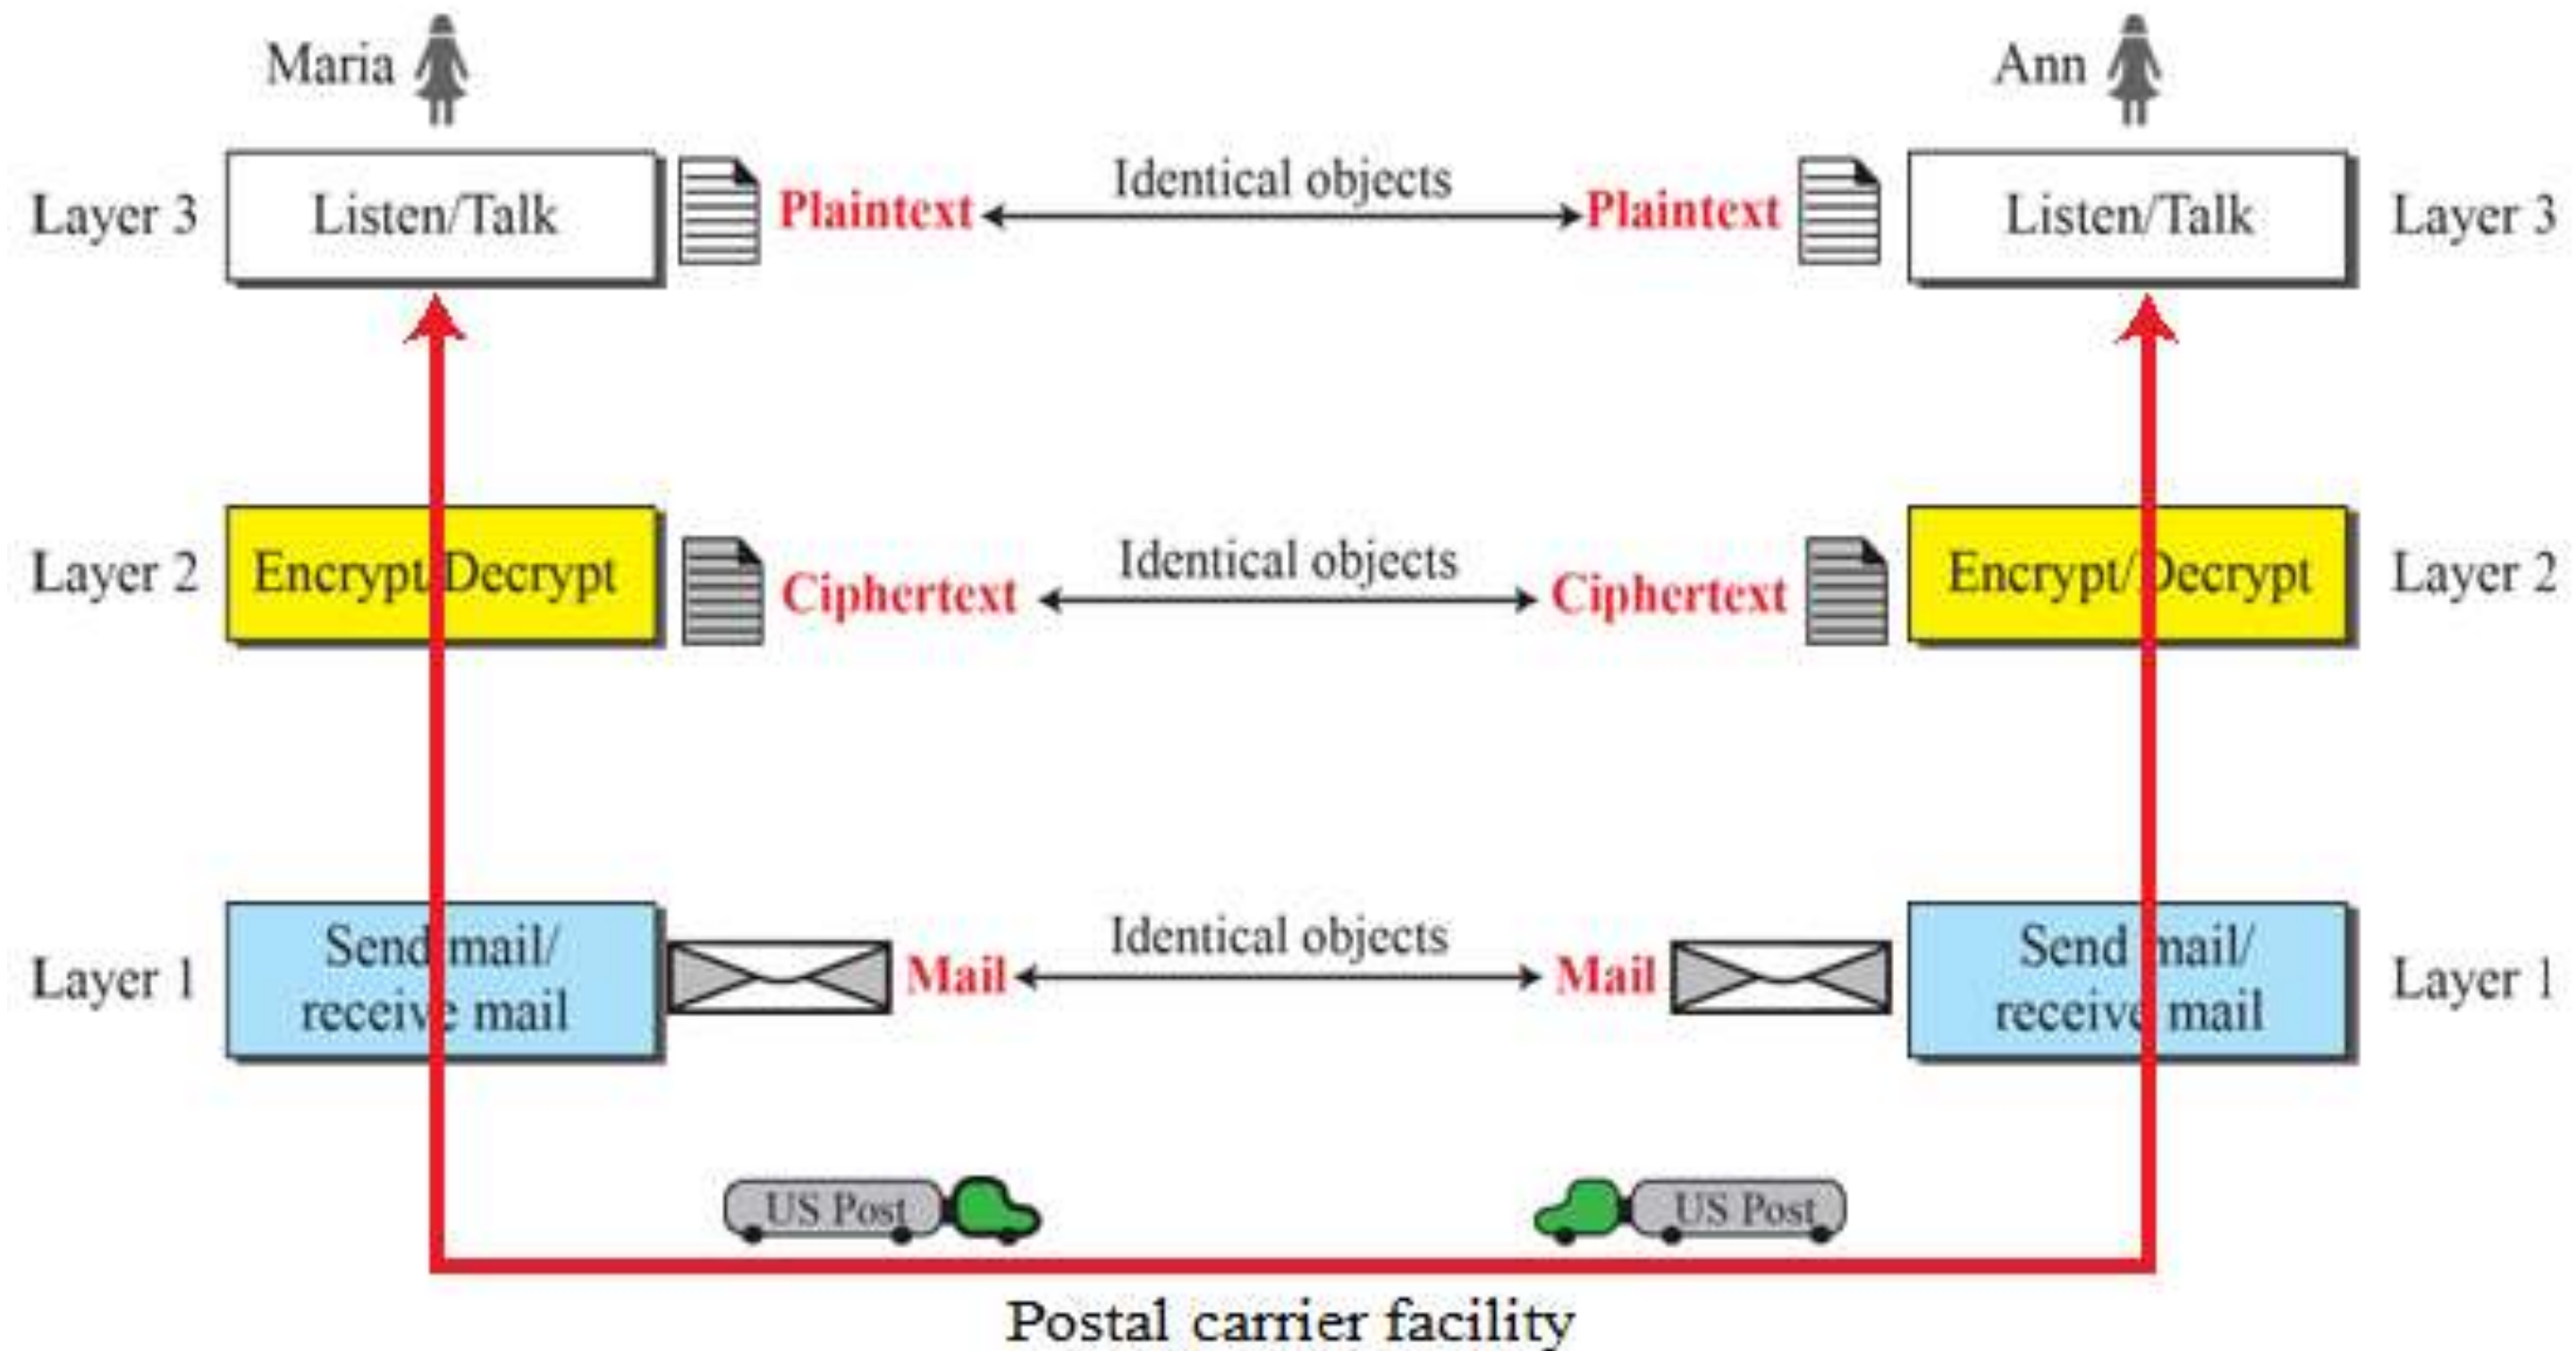 Maria
Ann
Layer 3
Listen/Talk
Plaintext
Identical objects
Plaintext
Listen/Talk
Layer 3
Layer 2
Encrypt/Decrypt
Ciphertext
Identical objects
Ciphertext
Encrypt/Decrypt
Layer 2
Layer 1
Send mail/
receive mail
Mail
Identical objects
Mail
Send mail/
receive mail
Layer 1
US Post
US Post
Postal carrier facility